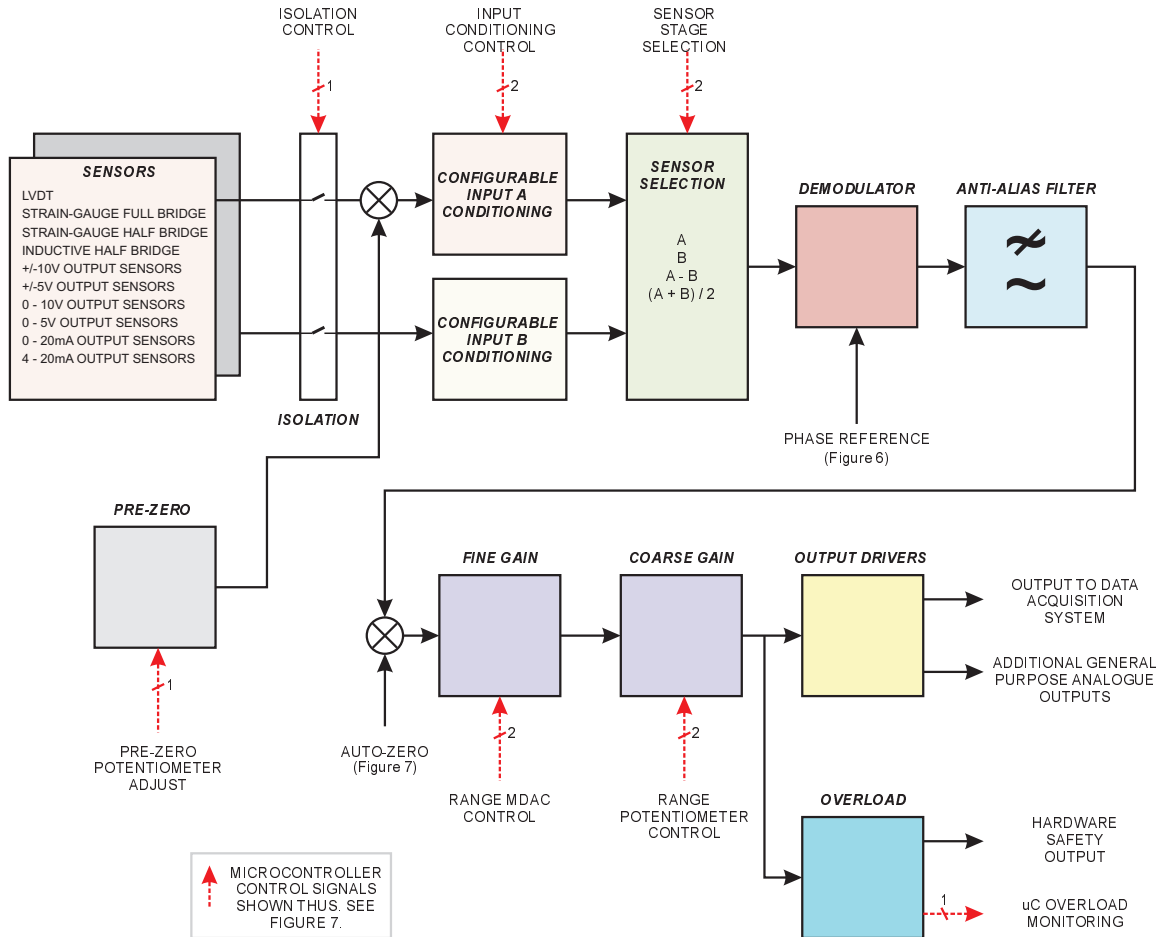 ISOLATION
CONTROL
INPUT
CONDITIONING
CONTROL
SENSOR
STAGE
SELECTION
1
2
2
SENSORS
LVDT
STRAIN-GAUGE FULL BRIDGE
STRAIN-GAUGE HALF BRIDGE
INDUCTIVE HALF BRIDGE
+/-10V OUTPUT SENSORS
+/-5V OUTPUT SENSORS
0 - 10V OUTPUT SENSORS
0 - 5V OUTPUT SENSORS
0 - 20mA OUTPUT SENSORS
4 - 20mA OUTPUT SENSORS
ISOLATION
CONFIGURABLE
INPUT A
CONDITIONING
CONFIGURABLE
INPUT B
CONDITIONING
SENSOR
SELECTION
A
B
A - B
(A + B) / 2
DEMODULATOR
ANTI-ALIAS FILTER
PHASE REFERENCE
(Figure 6)
PRE-ZERO
1
PRE-ZERO
POTENTIOMETER
ADJUST
AUTO-ZERO
(Figure 7)
FINE GAIN
2
RANGE MDAC
CONTROL
COARSE GAIN
2
RANGE
POTENTIOMETER
CONTROL
OUTPUT DRIVERS
OUTPUT TO DATA
ACQUISITION
SYSTEM
ADDITIONAL GENERAL
PURPOSE ANALOGUE
OUTPUTS
OVERLOAD
HARDWARE
SAFETY
OUTPUT
1
uC OVERLOAD
MONITORING
MICROCONTROLLER
CONTROL SIGNALS
SHOWN THUS. SEE
FIGURE 7.